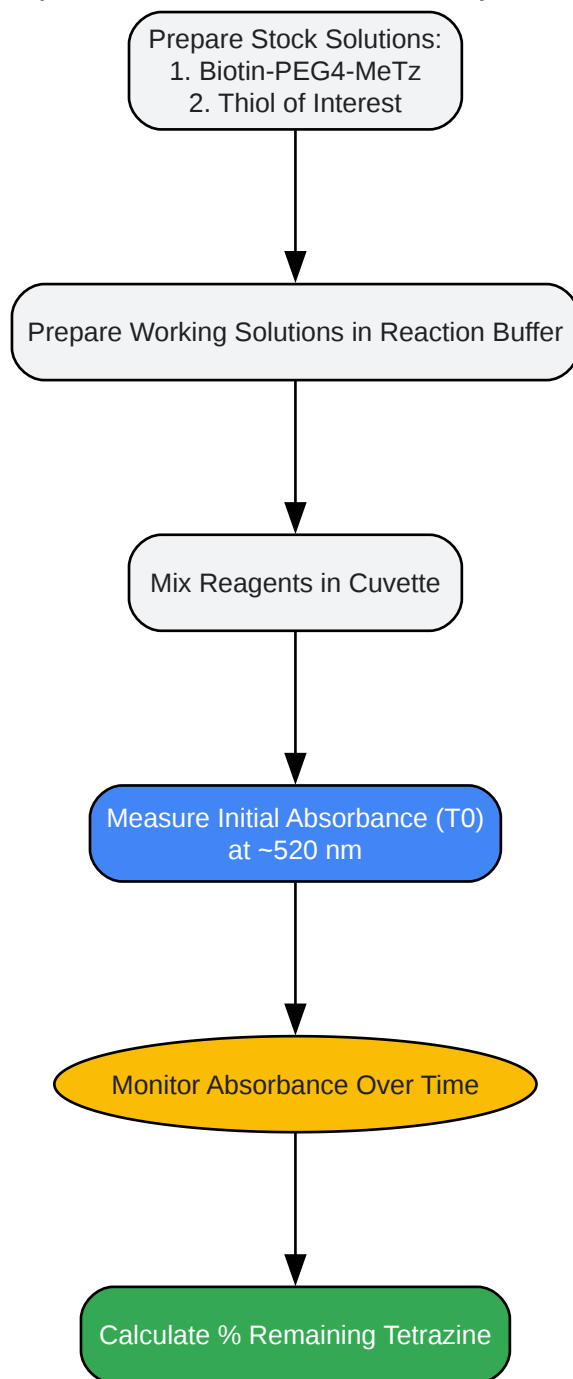 Prepare Stock Solutions:
1. Biotin-PEG4-MeTz
2. Thiol of Interest
Prepare Working Solutions in Reaction Buffer
Mix Reagents in Cuvette
Measure Initial Absorbance (T0)
at ~520 nm
Monitor Absorbance Over Time
Calculate % Remaining Tetrazine